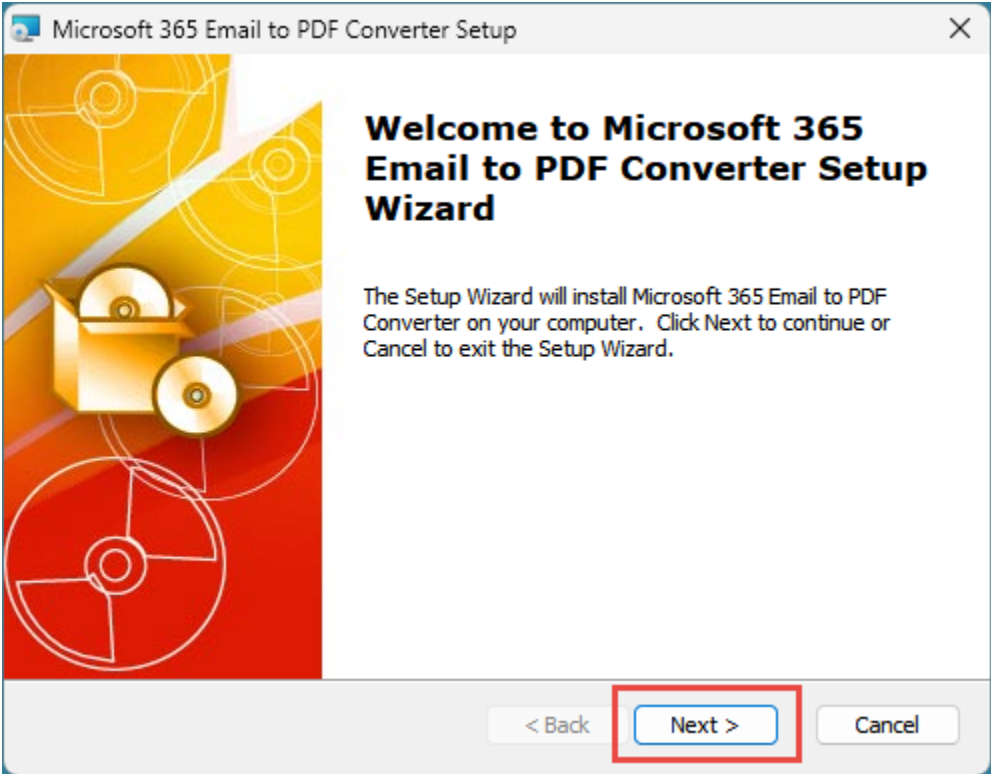 Microsoft 365 Email to PDF Converter Setup
Welcome to Microsoft 365
Email to PDF Converter Setup
Wizard
The Setup Wizard will install Microsoft 365 Email to PDF
Converter on your computer.  Click Next to continue or
Cancel to exit the Setup Wizard.
< Back Next > Cancel